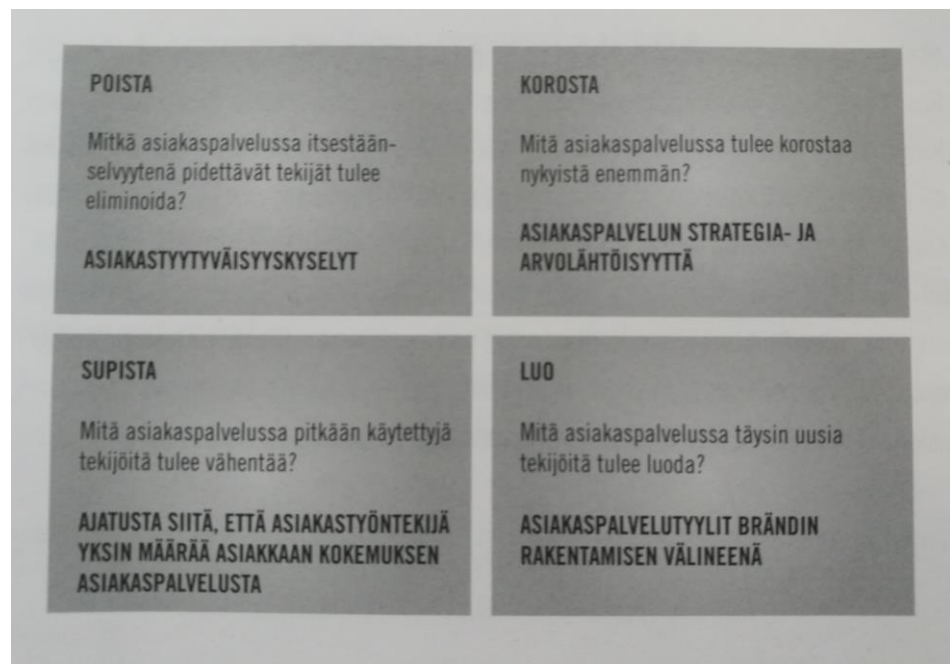 POISTA
Mitkä asiakaspalvelussa itsestään-
selvyytenä pidettävät tekijät tulee
eliminoida?
ASIAKASTYYTYVÄISYYSKYSELYT
KOROSTA
Mitä asiakaspalvelussa tulee korostaa
nykyistä enemmän?
ASIAKASPALVELUN STRATEGIA- JA
ARVOLÄHTÖISYYTTÄ
SUPISTA
Mitä asiakaspalvelussa pitkään käytettyjä
tekijöitä tulee vähentää?
AJATUSTA SIITÄ, ETTÄ ASIAKASTYÖNTEKIJÄ
YKSIN MÄÄRÄÄ ASIAKKAAN KOKEMUKSEN
ASIAKASPALVELUSTA
LUO
Mitä asiakaspalvelussa täysin uusia
tekijöitä tulee luoda?
ASIAKASPALVELUTYYLIT BRÄNDIN
RAKENTAMISEN VÄLINEENÄ